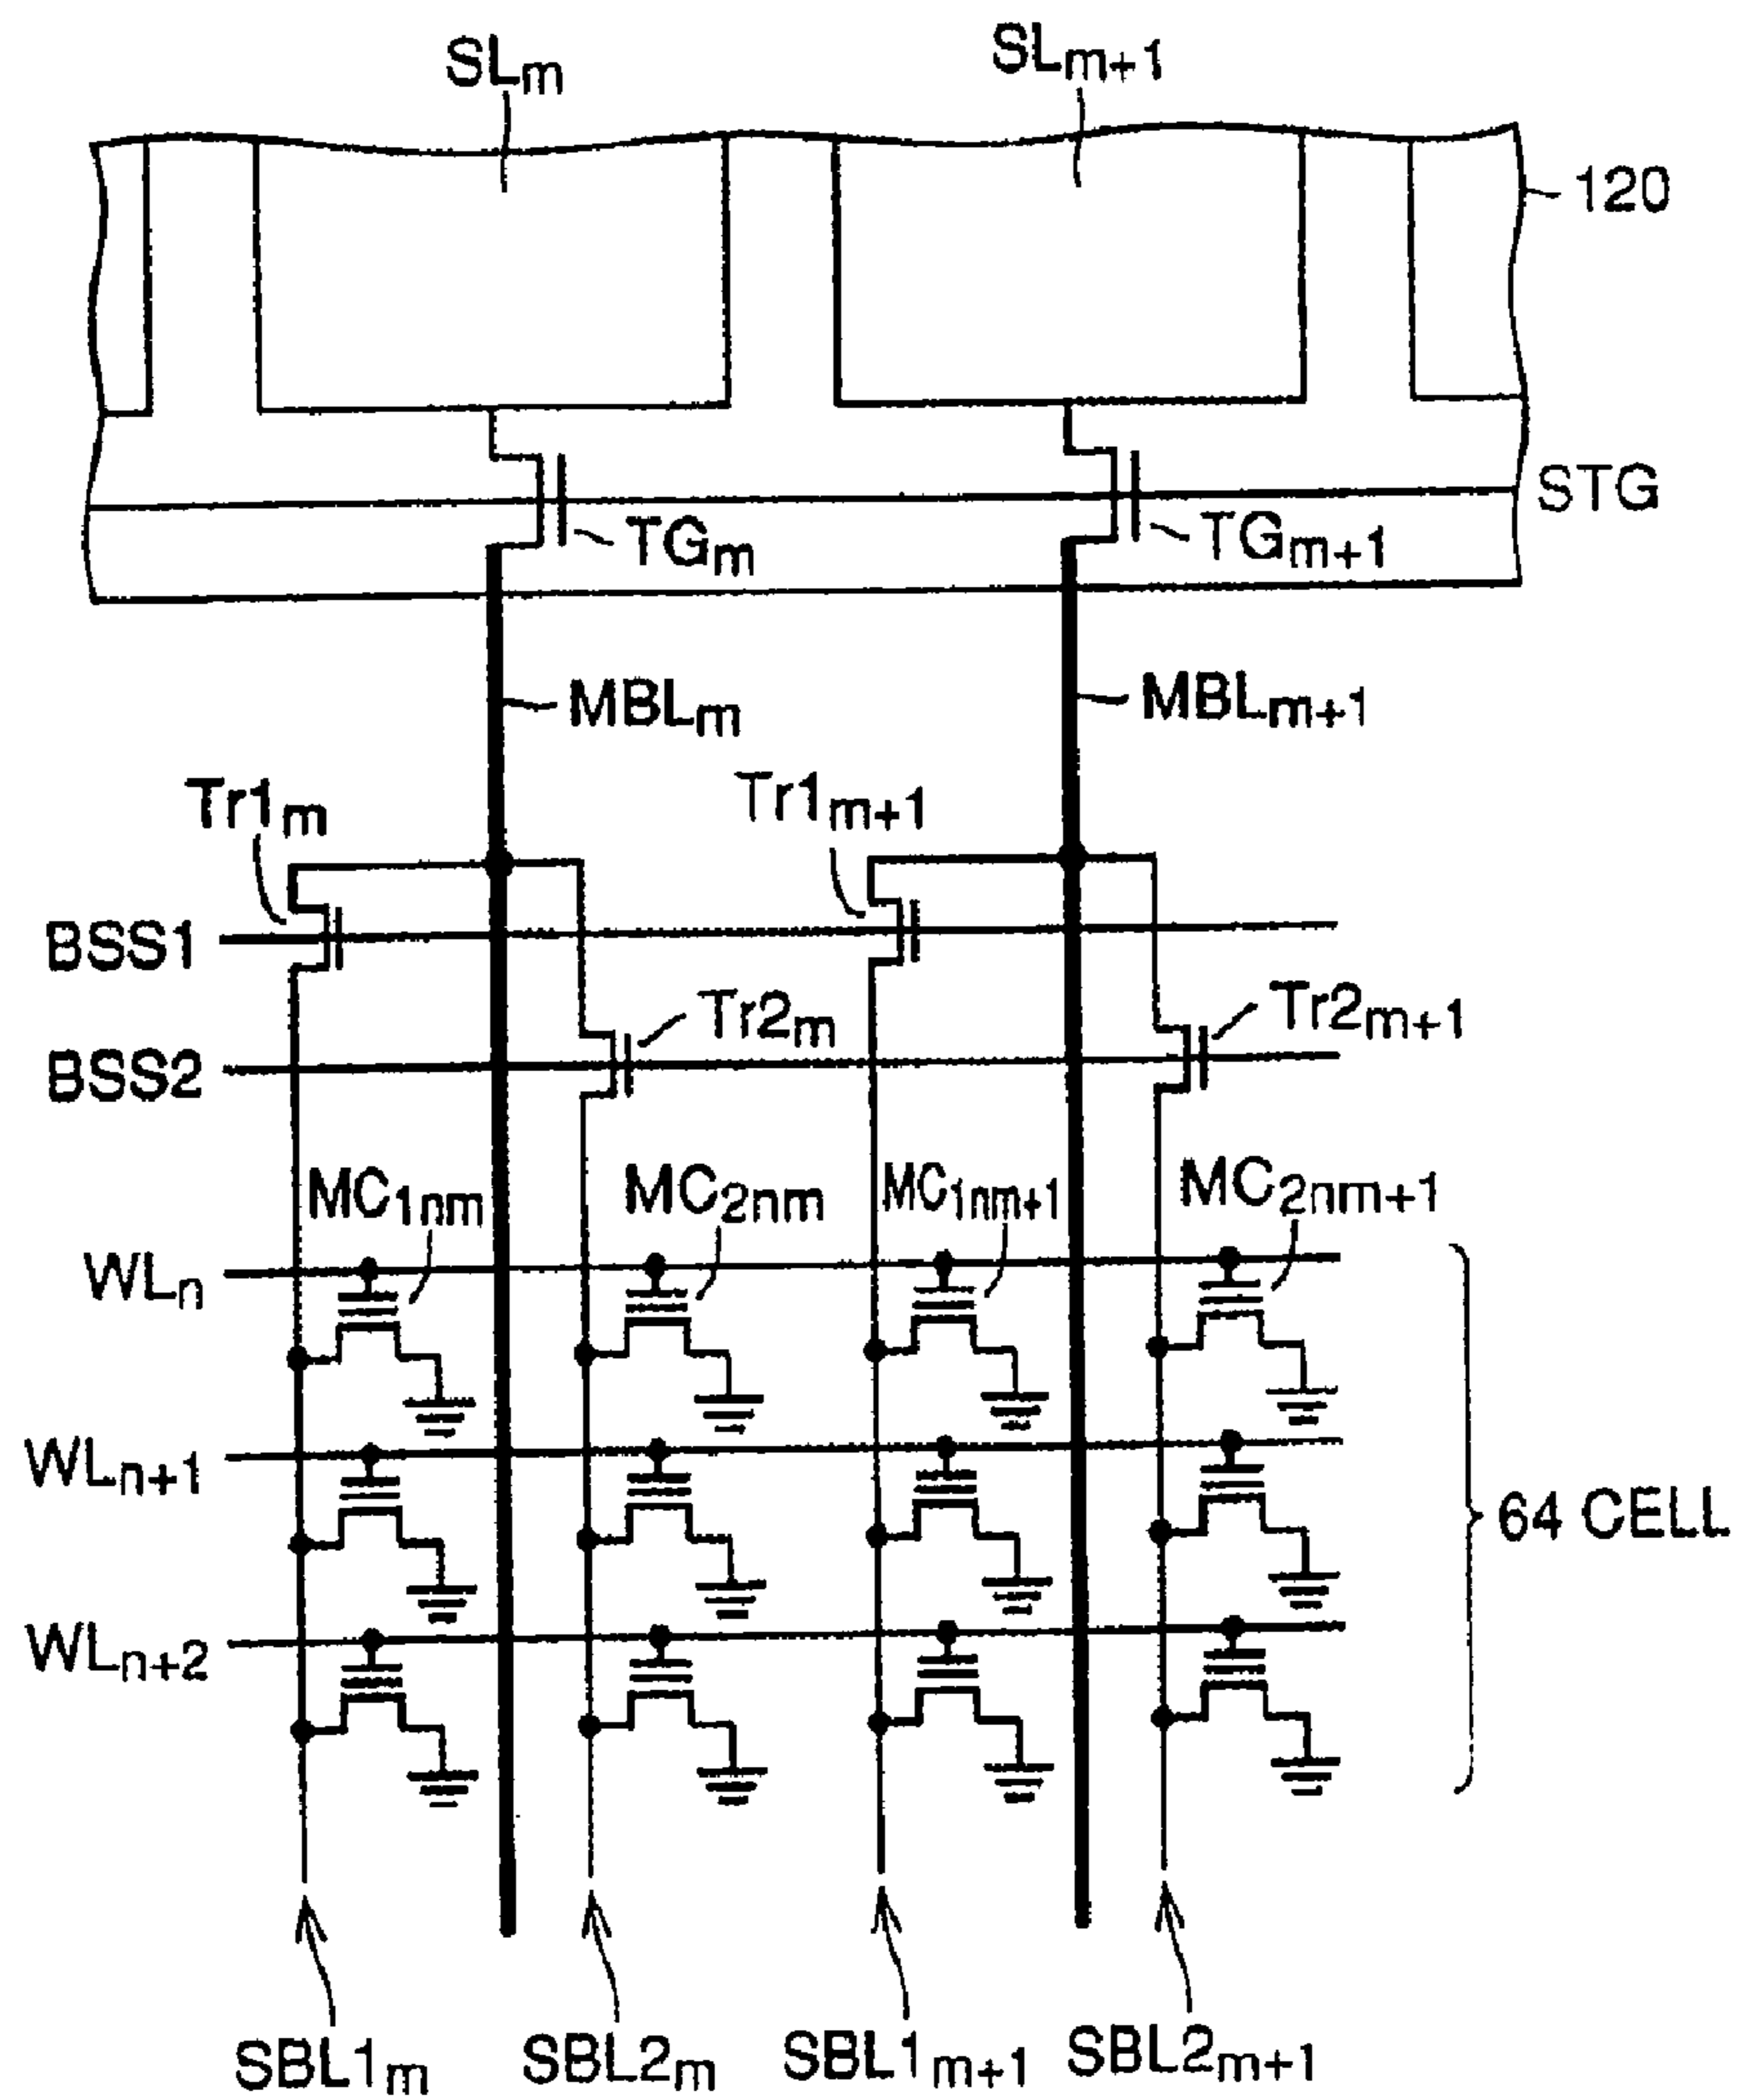 SLm
SLm+1
120
STG
TGm
TGm+1
MBLm
MBLm+1
Tr1m
Tr1m+1
BSS1
Tr2m
Tr2m+1
BSS2
MC1nm
MC2nm
MC1nm+1
MC2nm+1
WLn
WLn+1
64 CELL
WLn+2
SBL1m
SBL2m
SBL1m+1
SBL2m+1